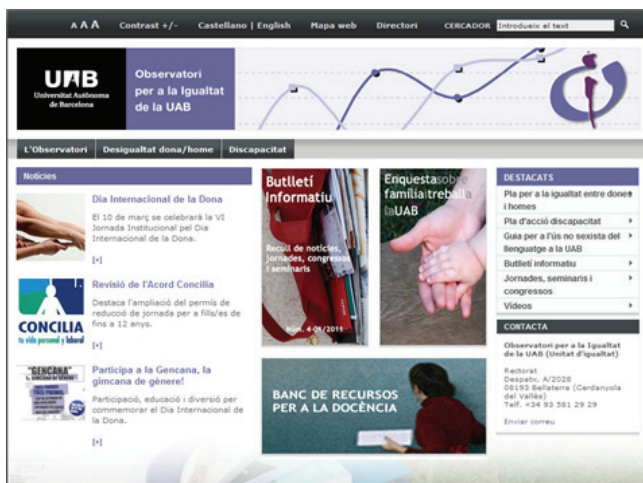 A A A Contrast +/- Castellano | English Mapa web Directori CERCADOR Introdueix el text
UAB
Universitat Autònoma
de Barcelona
Observatori
per a la Igualtat
de la UAB
L'Observatori Desigualtat dona/home Discapacitat
Notícies
Dia Internacional de la Dona
El 10 de març se celebrarà la VI
Jornada Institucional pel Dia
Internacional de la Dona.
[+]
CONCILIA
tu vida personal y laboral
Revisió de l'Acord Concilia
Destaca l'ampliació del permís de
reducció de jornada per a fills/es de
fins a 12 anys.
[+]
"GENCANA"
Participa a la Gencana, la
gimcana de gènere!
Participació, educació i diversió per
commemorar el Dia Internacional de
la Dona.
[+]
Butlletí
Informatiu
Recull de notícies,
jornades, congressos
i seminaris
Núm. 4-01/2011
Enquesta sobre
família i treball a
la UAB
BANC DE RECURSOS
PER A LA DOCÈNCIA
DESTACATS
Pla per a la igualtat entre dones
i homes
Pla d'acció discapacitat
Guia per a l'ús no sexista del
llenguatge a la UAB
Butlletí informatiu
Jornades, seminaris i
congressos
Vídeos
CONTACTA
Observatori per a la Igualtat
de la UAB (Unitat d'igualtat)
Rectorat
Despatx. A/2028
08193 Bellaterra (Cerdanyola
del Vallès)
Telf. +34 93 581 29 29
Enviar correu